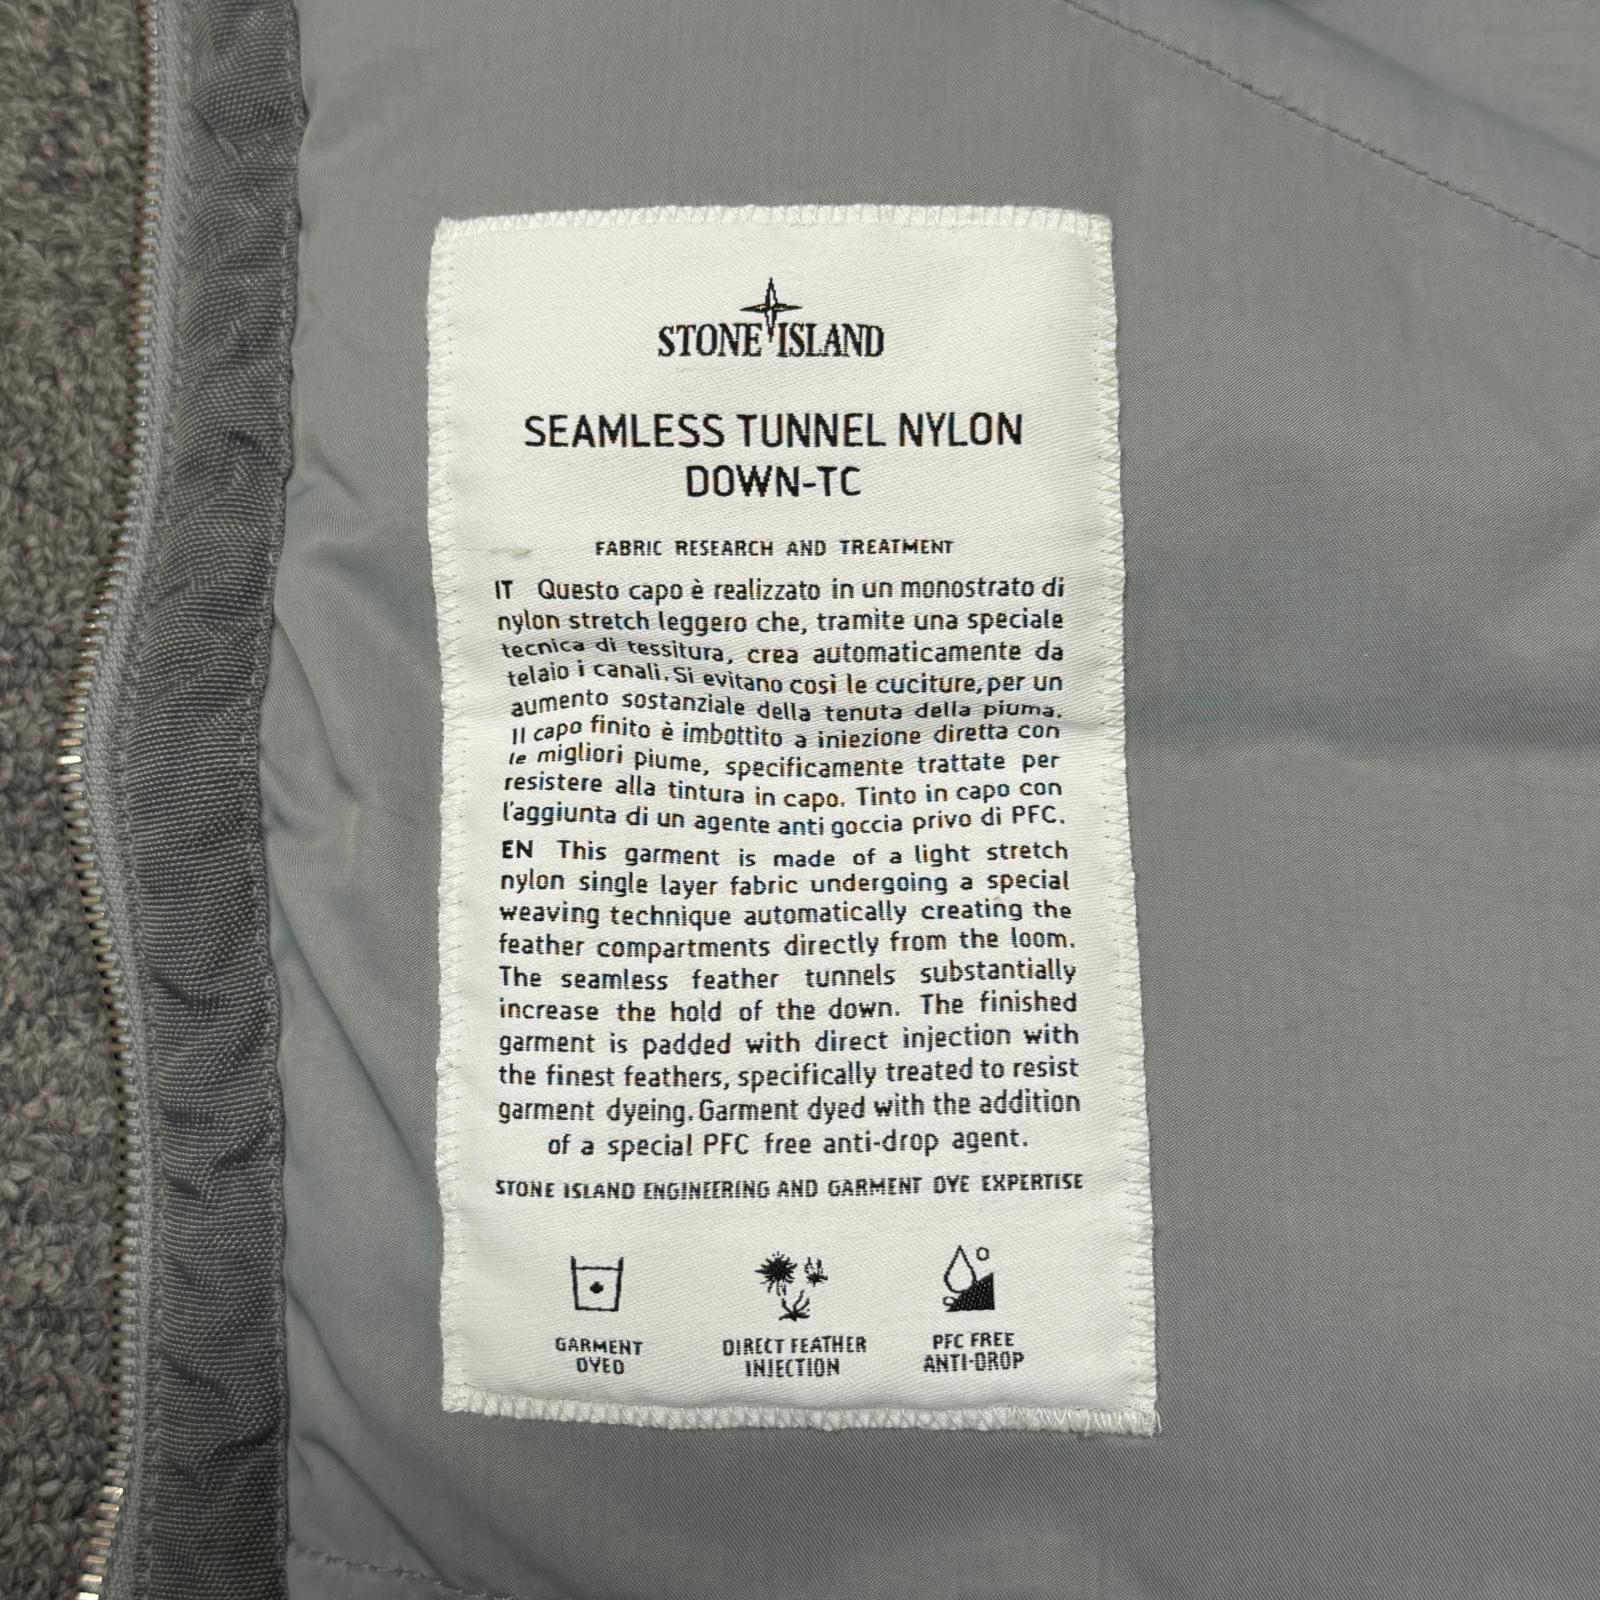 STONE ISLAND
SEAMLESS TUNNEL NYLON
DOWN-TC
FABRIC RESEARCH AND TREATMENT
IT Questo capo è realizzato in un monostrato di
nylon stretch leggero che, tramite una speciale
tecnica di tessitura, crea automaticamente da
telaio i canali. Si evitano così le cuciture, per un
aumento sostanziale della tenuta della piuma.
Il capo finito è imbottito a iniezione diretta con
le migliori piume, specificamente trattate per
resistere alla tintura in capo. Tinto in capo con
l'aggiunta di un agente anti goccia privo di PFC.
EN This garment is made of a light stretch
nylon single layer fabric undergoing a special
weaving technique automatically creating the
feather compartments directly from the loom.
The seamless feather tunnels substantially
increase the hold of the down. The finished
garment is padded with direct injection with
the finest feathers, specifically treated to resist
garment dyeing. Garment dyed with the addition
of a special PFC free anti-drop agent.
STONE ISLAND ENGINEERING AND GARMENT DYE EXPERTISE
GARMENT
DYED
DIRECT FEATHER
INJECTION
PFC FREE
ANTI-DROP